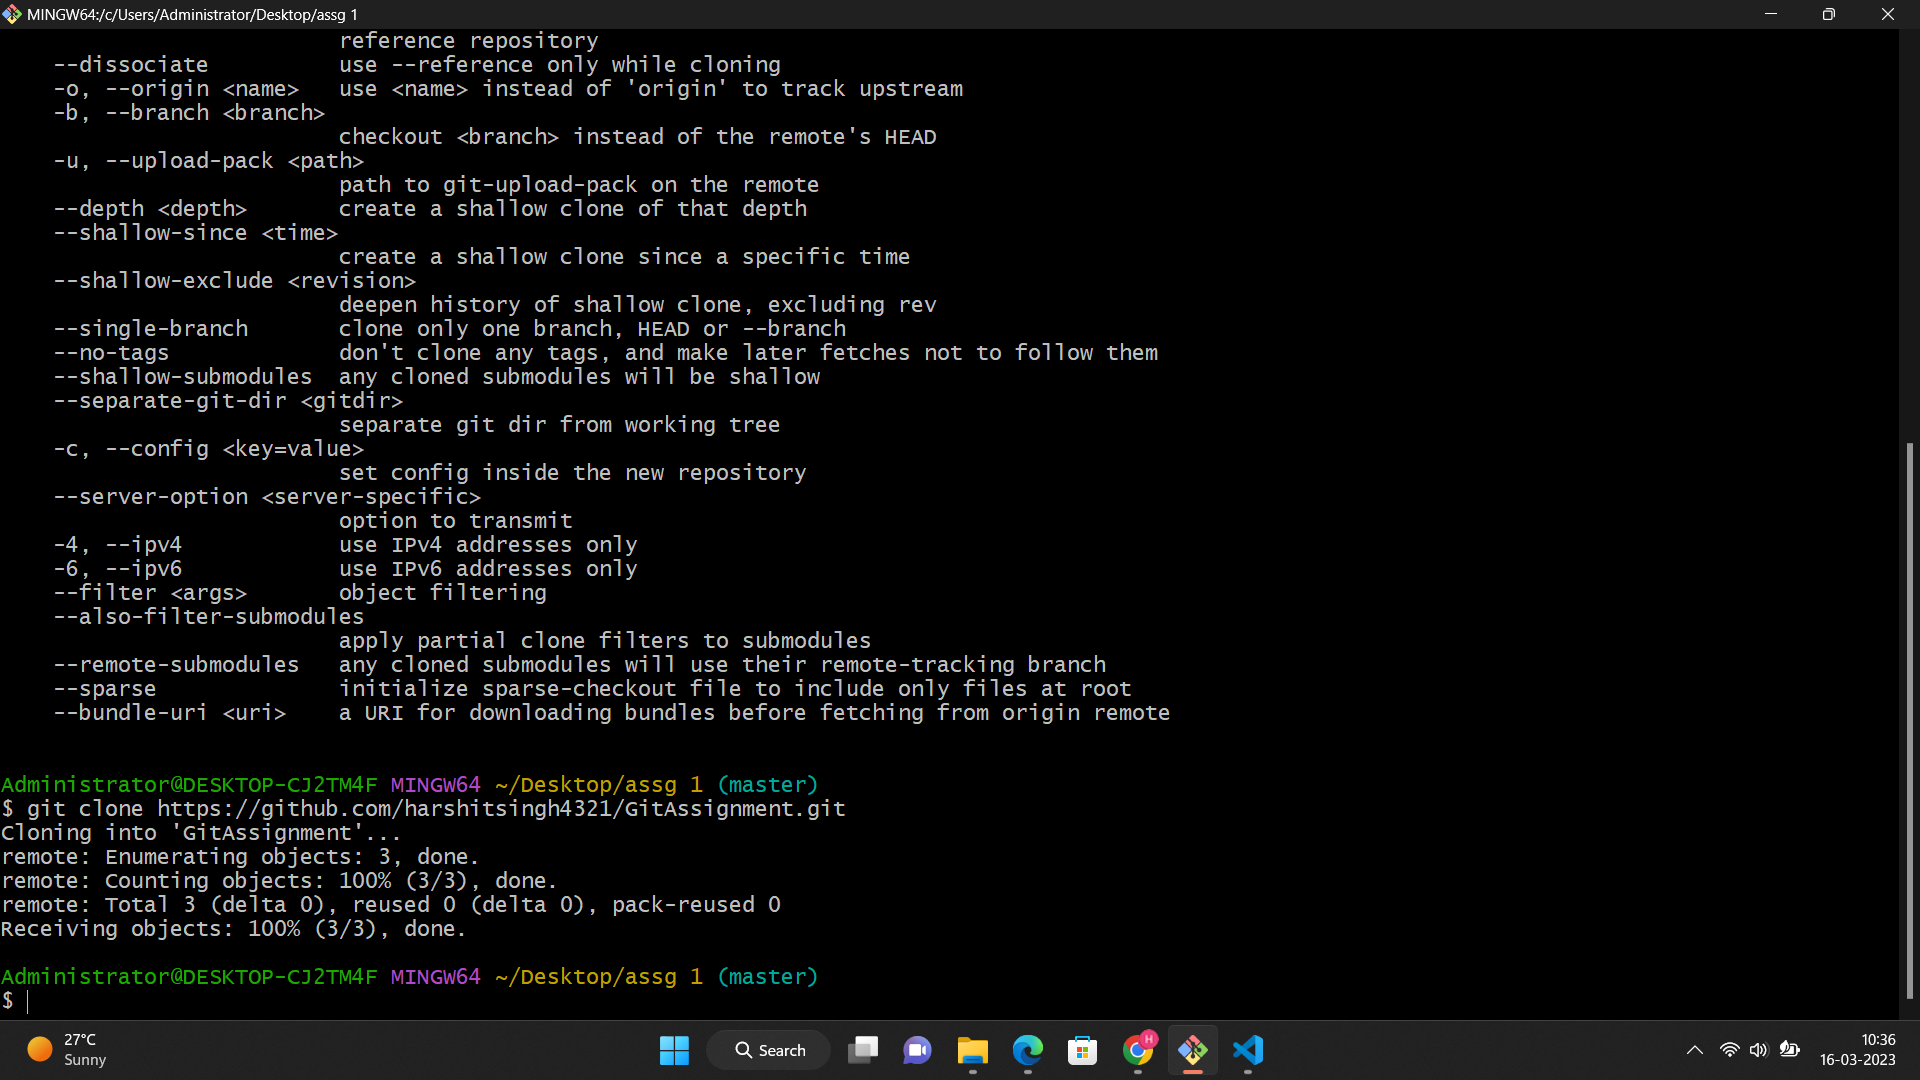 MINGW64:/c/Users/Administrator/Desktop/assg 1
reference repository
--dissociate          use --reference only while cloning
-o, --origin <name>   use <name> instead of 'origin' to track upstream
-b, --branch <branch>
checkout <branch> instead of the remote's HEAD
-u, --upload-pack <path>
path to git-upload-pack on the remote
--depth <depth>       create a shallow clone of that depth
--shallow-since <time>
create a shallow clone since a specific time
--shallow-exclude <revision>
deepen history of shallow clone, excluding rev
--single-branch       clone only one branch, HEAD or --branch
--no-tags             don't clone any tags, and make later fetches not to follow them
--shallow-submodules  any cloned submodules will be shallow
--separate-git-dir <gitdir>
separate git dir from working tree
-c, --config <key=value>
set config inside the new repository
--server-option <server-specific>
option to transmit
-4, --ipv4            use IPv4 addresses only
-6, --ipv6            use IPv6 addresses only
--filter <args>       object filtering
--also-filter-submodules
apply partial clone filters to submodules
--remote-submodules   any cloned submodules will use their remote-tracking branch
--sparse              initialize sparse-checkout file to include only files at root
--bundle-uri <uri>    a URI for downloading bundles before fetching from origin remote
Administrator@DESKTOP-CJ2TM4F MINGW64 ~/Desktop/assg 1 (master)
$ git clone https://github.com/harshitsingh4321/GitAssignment.git
Cloning into 'GitAssignment'...
remote: Enumerating objects: 3, done.
remote: Counting objects: 100% (3/3), done.
remote: Total 3 (delta 0), reused 0 (delta 0), pack-reused 0
Receiving objects: 100% (3/3), done.
Administrator@DESKTOP-CJ2TM4F MINGW64 ~/Desktop/assg 1 (master)
$
27°C
Sunny
Search
H
10:36
16-03-2023